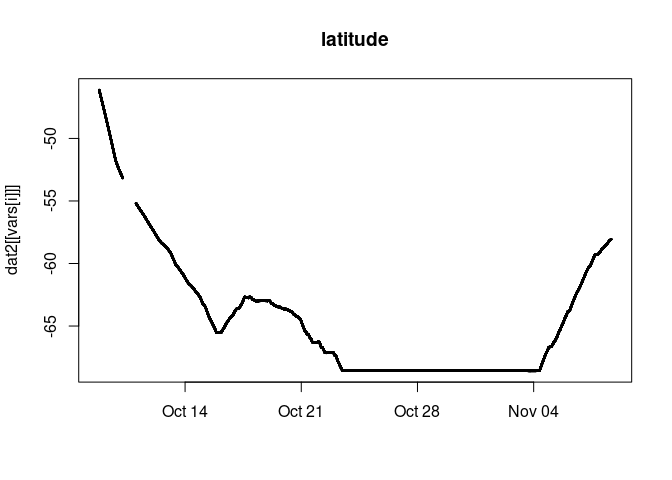 latitude
dat2[[vars[i]]]
-50
-55
-60
-65
Oct 14
Oct 21
Oct 28
Nov 04